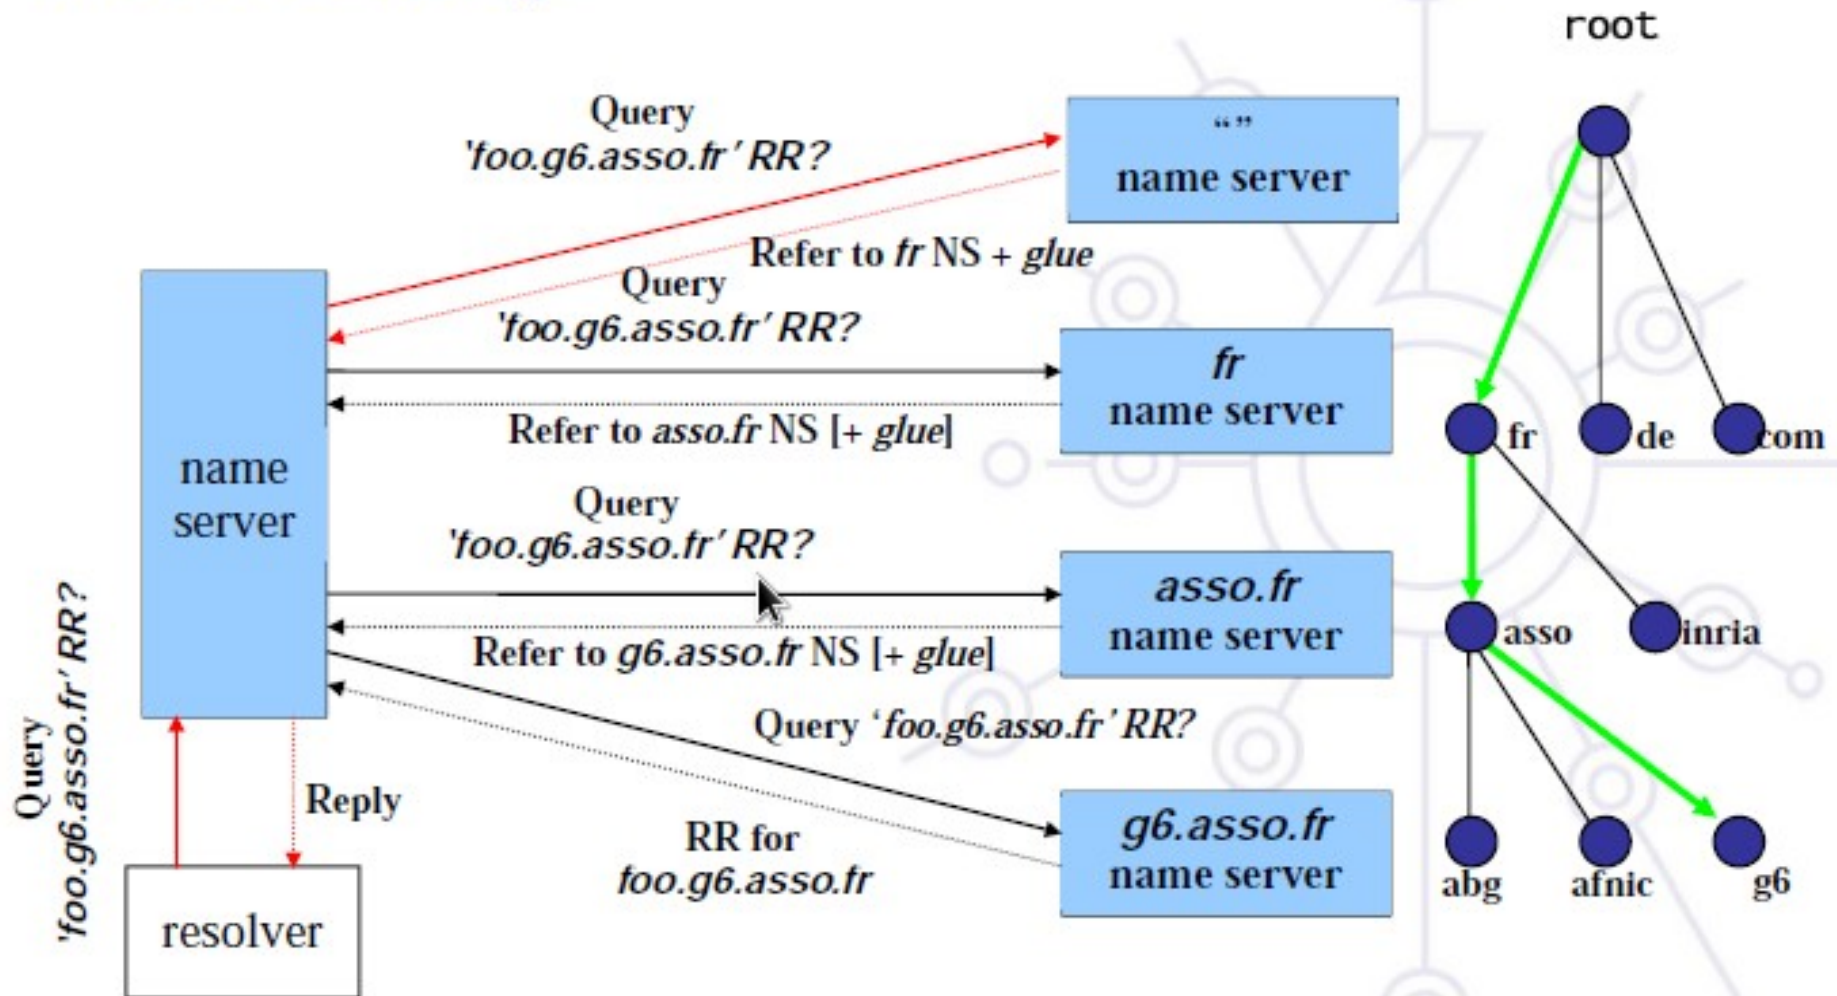 root
Query
‘foo.g6.asso.fr’ RR?
“ ”
name server
Refer to fr NS + glue
Query
‘foo.g6.asso.fr’ RR?
fr
name server
Refer to asso.fr NS [+ glue]
fr
de
com
name
server
Query
‘foo.g6.asso.fr’ RR?
asso.fr
name server
Refer to g6.asso.fr NS [+ glue]
asso
inria
Query ‘foo.g6.asso.fr’ RR?
Query
‘foo.g6.asso.fr’ RR?
Reply
RR for
foo.g6.asso.fr
g6.asso.fr
name server
abg
afnic
g6
resolver